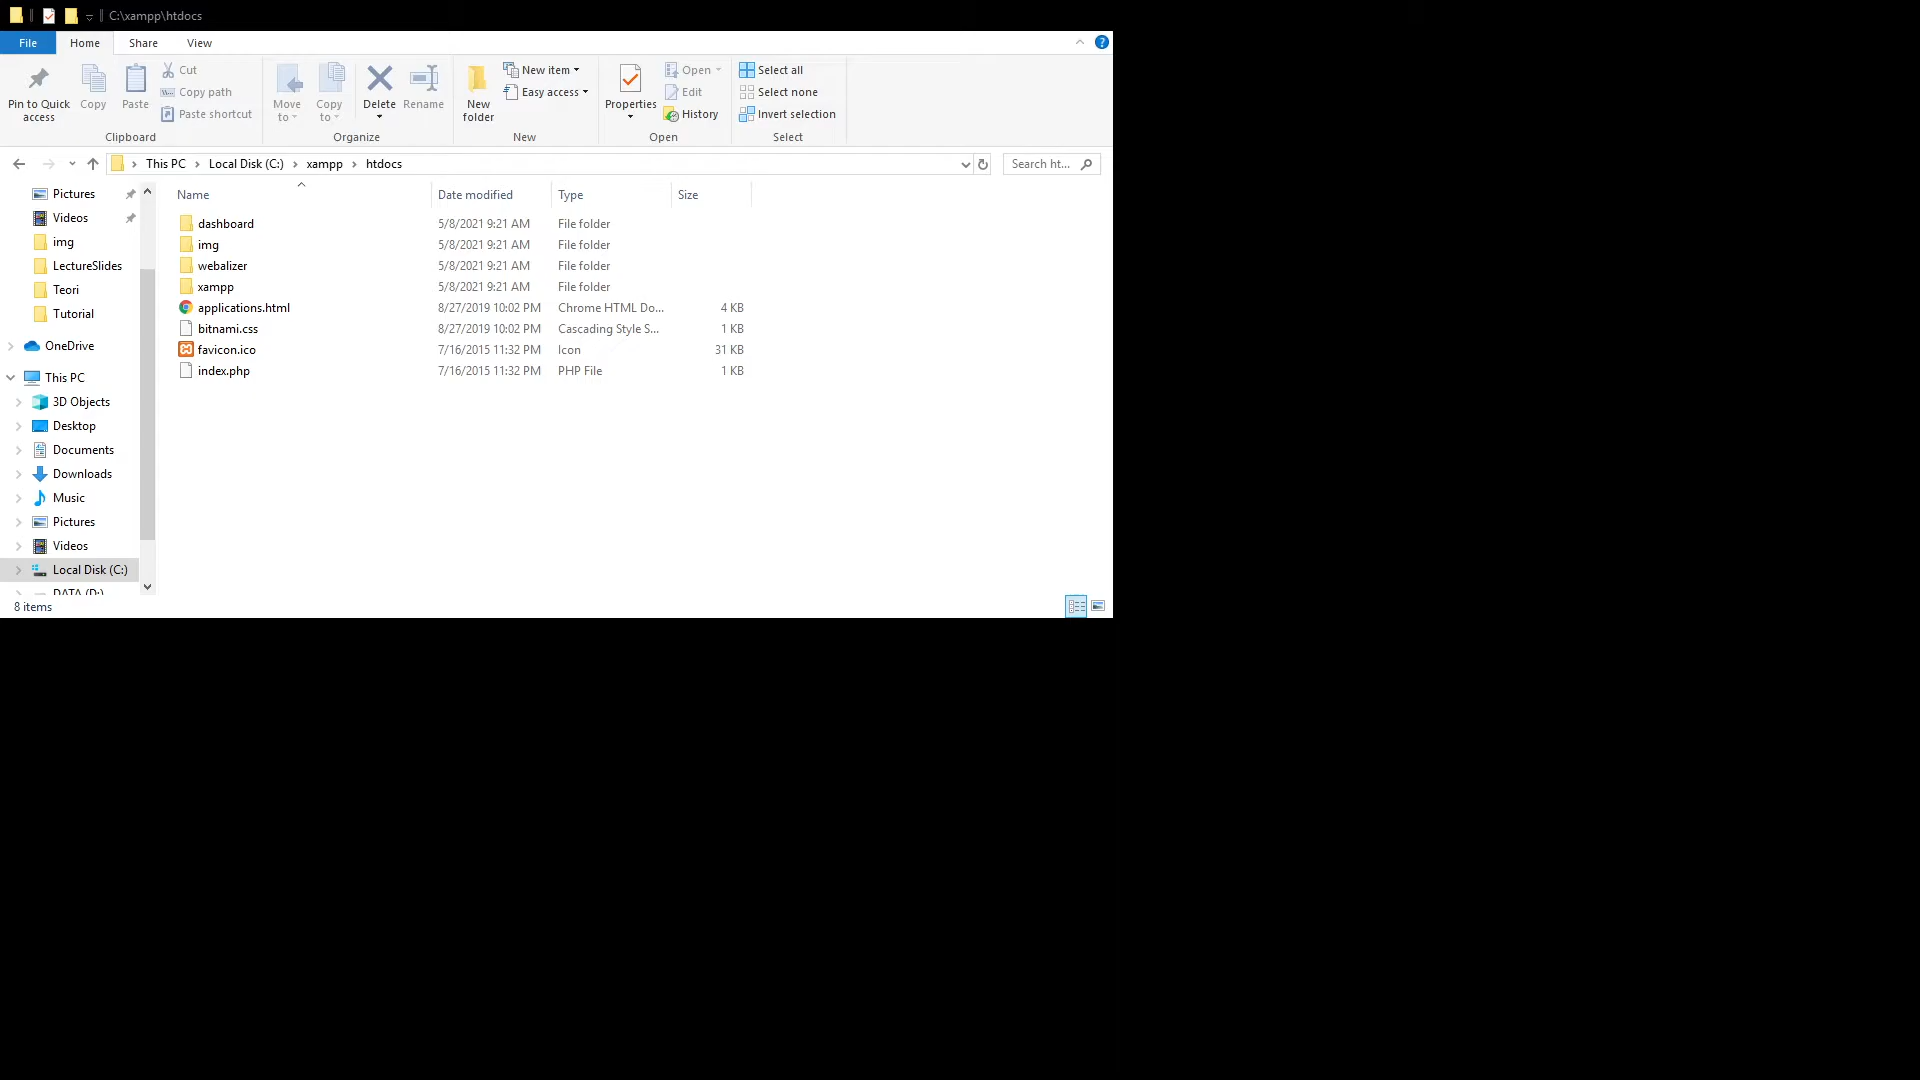 C:\xampp\htdocs
File Home Share View
Pin to Quick access
Copy
Paste
Cut
Copy path
Paste shortcut
Clipboard
Move to
Copy to
Delete
Rename
Organize
New folder
New item
Easy access
New
Properties
Open
Edit
History
Open
Select all
Select none
Invert selection
Select
This PC > Local Disk (C:) > xampp > htdocs
Search ht...
Pictures
Videos
img
LectureSlides
Teori
Tutorial
OneDrive
This PC
3D Objects
Desktop
Documents
Downloads
Music
Pictures
Videos
Local Disk (C:)
DATA (D:)
Name Date modified Type Size
dashboard 5/8/2021 9:21 AM File folder
img 5/8/2021 9:21 AM File folder
webalizer 5/8/2021 9:21 AM File folder
xampp 5/8/2021 9:21 AM File folder
applications.html 8/27/2019 10:02 PM Chrome HTML Do... 4 KB
bitnami.css 8/27/2019 10:02 PM Cascading Style S... 1 KB
favicon.ico 7/16/2015 11:32 PM Icon 31 KB
index.php 7/16/2015 11:32 PM PHP File 1 KB
8 items